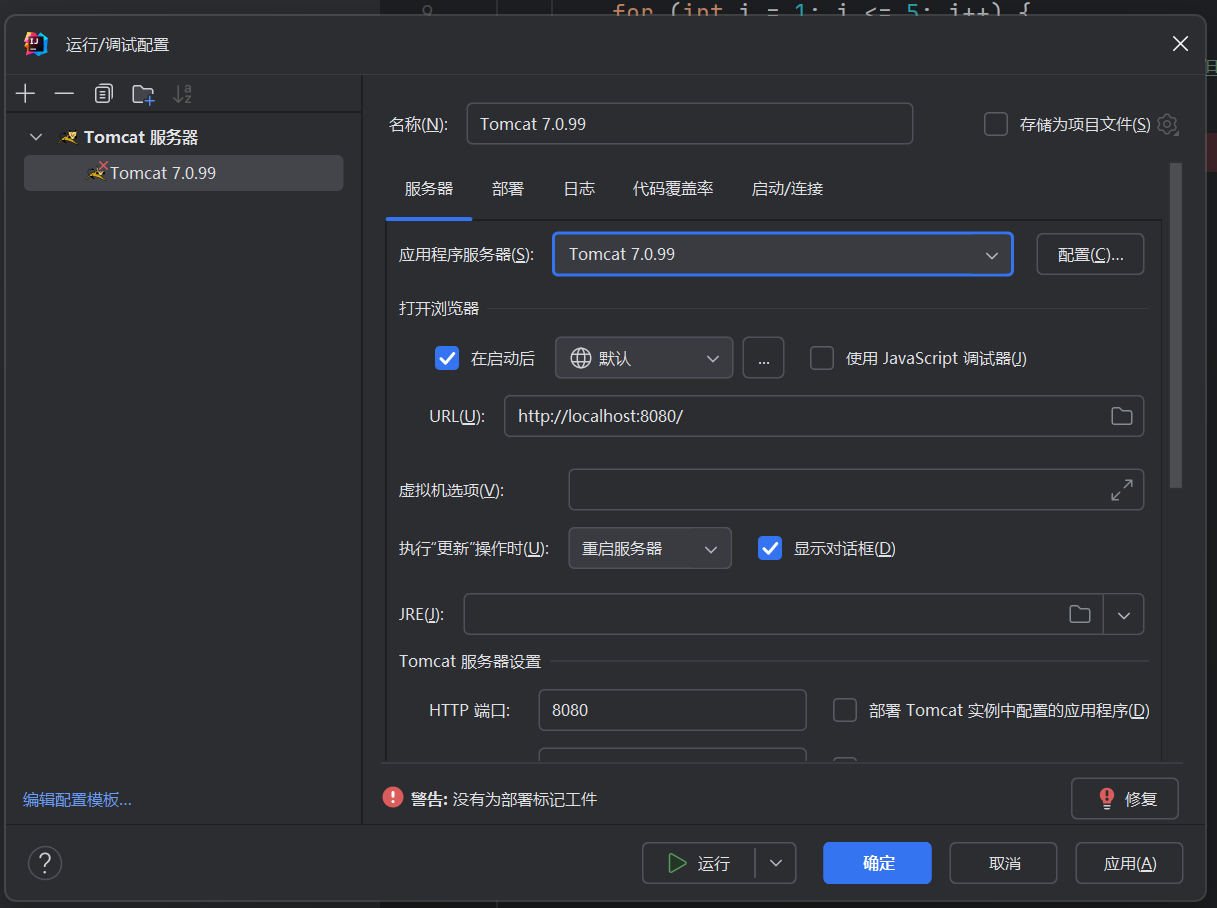 9
for (int i = 1; i <= 5; i++) {
运行/调试配置
Tomcat 服务器
Tomcat 7.0.99
名称(N):
Tomcat 7.0.99
存储为项目文件(S)
服务器 部署 日志 代码覆盖率 启动/连接
应用程序服务器(S):
Tomcat 7.0.99
配置(C)...
打开浏览器
在启动后
默认
...
使用 JavaScript 调试器(J)
URL(U):
http://localhost:8080/
虚拟机选项(V):
执行"更新"操作时(U):
重启服务器
显示对话框(D)
JRE(J):
Tomcat 服务器设置
HTTP 端口:
8080
部署 Tomcat 实例中配置的应用程序(D)
编辑配置模板...
警告: 没有为部署标记工件
修复
?
运行
确定
取消
应用(A)